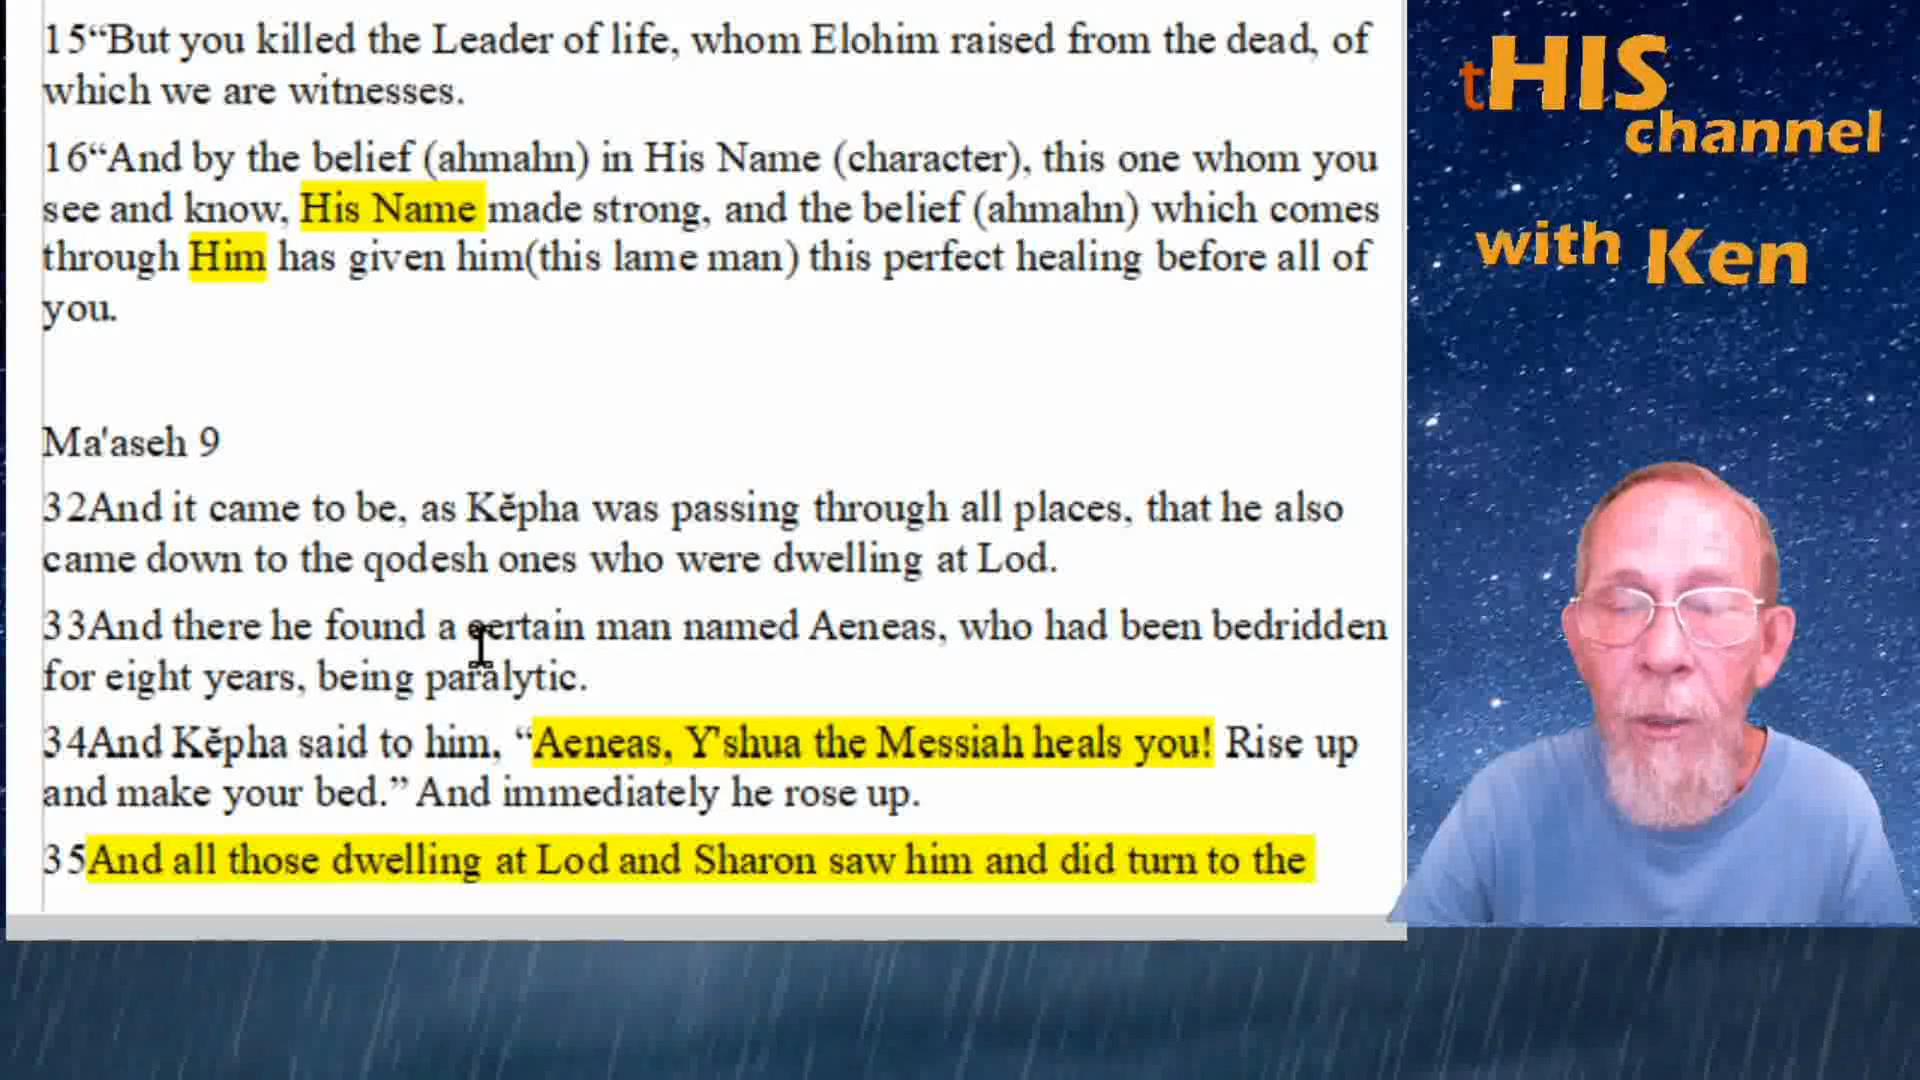 15“But you killed the Leader of life, whom Elohim raised from the dead, of
which we are witnesses.
16“And by the belief (ahmahn) in His Name (character), this one whom you
see and know, His Name made strong, and the belief (ahmahn) which comes
through Him has given him(this lame man) this perfect healing before all of
you.
Ma'aseh 9
32And it came to be, as Kĕpha was passing through all places, that he also
came down to the qodesh ones who were dwelling at Lod.
33And there he found a certain man named Aeneas, who had been bedridden
for eight years, being paralytic.
34And Kĕpha said to him, “Aeneas, Y'shua the Messiah heals you! Rise up
and make your bed.” And immediately he rose up.
35And all those dwelling at Lod and Sharon saw him and did turn to the
tHIS
channel
with Ken